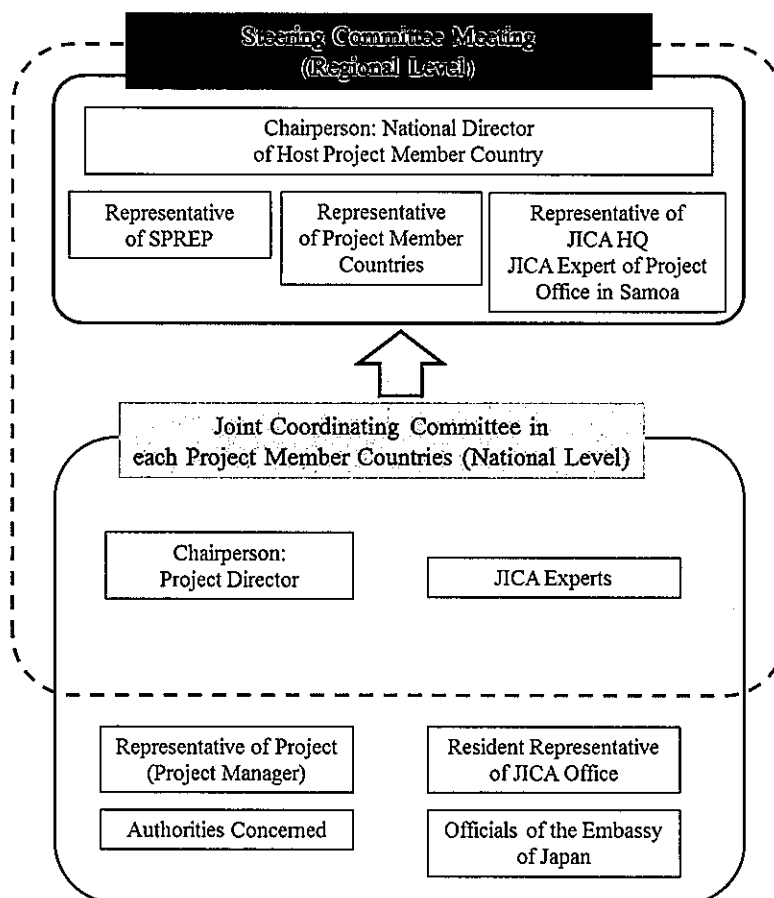 Steering Committee Meeting
(Regional Level)
Chairperson: National Director
of Host Project Member Country
Representative
of SPREP
Representative
of Project Member
Countries
Representative of
JICA HQ
JICA Expert of Project
Office in Samoa
Joint Coordinating Committee in
each Project Member Countries (National Level)
Chairperson:
Project Director
JICA Experts
Representative of Project
(Project Manager)
Resident Representative
of JICA Office
Authorities Concerned
Officials of the Embassy
of Japan